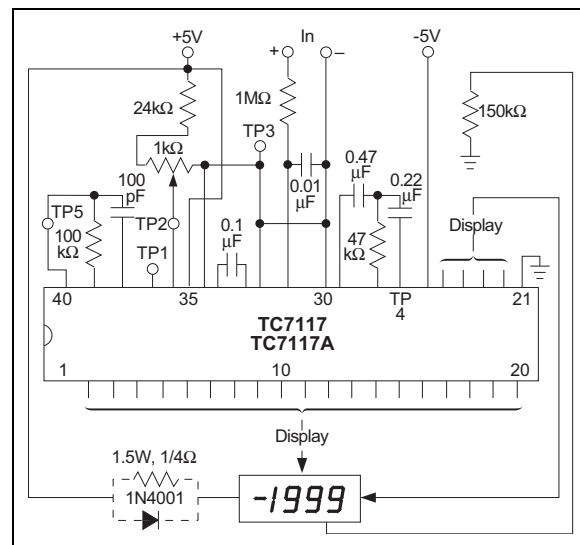 +5V
In
-5V
+
–
24kΩ
1MΩ
150kΩ
TP3
1kΩ
0.47
μF
0.22
μF
0.01
μF
100
pF
TP5
TP2
0.1
μF
Display
100
kΩ
47
kΩ
TP1
40
35
30
TP
4
21
TC7117
TC7117A
1
10
20
Display
1.5W, 1/4Ω
1N4001
-1999